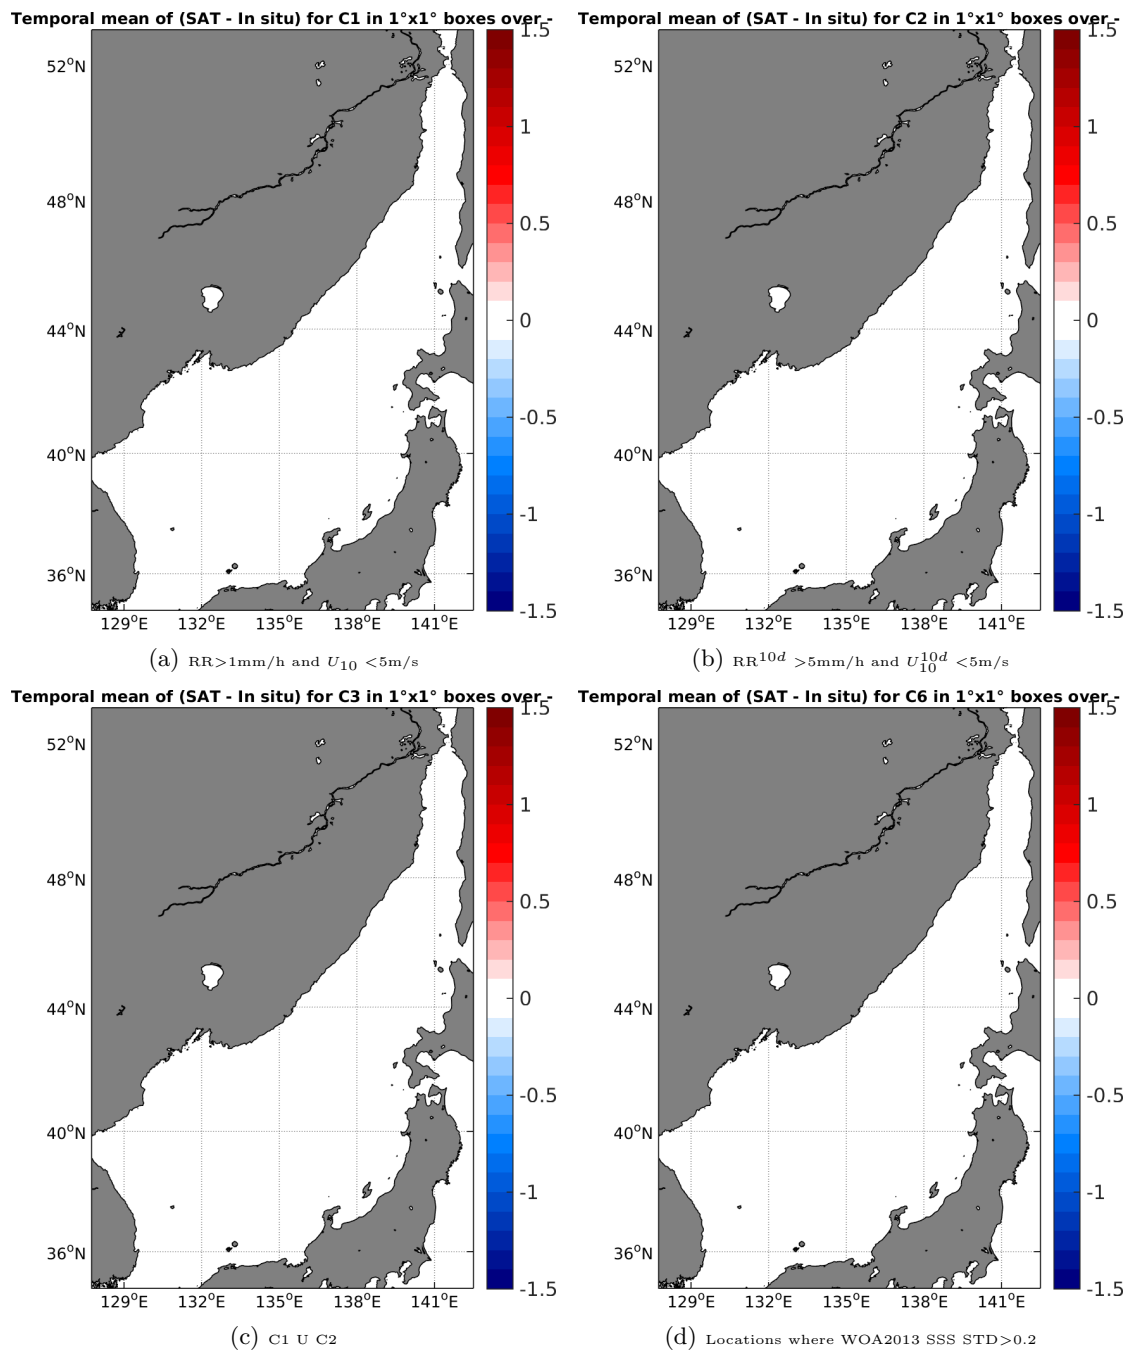 Temporal mean of (SAT - In situ) for C1 in 1°x1° boxes over -
52°N
48°N
44°N
40°N
36°N
129°E 132°E 135°E 138°E 141°E
1.5
1
0.5
0
-0.5
-1
-1.5
(a) RR>1mm/h and U10 <5m/s
Temporal mean of (SAT - In situ) for C2 in 1°x1° boxes over -
52°N
48°N
44°N
40°N
36°N
129°E 132°E 135°E 138°E 141°E
1.5
1
0.5
0
-0.5
-1
-1.5
(b) RR^10d >5mm/h and U_10^10d <5m/s
Temporal mean of (SAT - In situ) for C3 in 1°x1° boxes over -
52°N
48°N
44°N
40°N
36°N
129°E 132°E 135°E 138°E 141°E
1.5
1
0.5
0
-0.5
-1
-1.5
(c) C1 U C2
Temporal mean of (SAT - In situ) for C6 in 1°x1° boxes over -
52°N
48°N
44°N
40°N
36°N
129°E 132°E 135°E 138°E 141°E
1.5
1
0.5
0
-0.5
-1
-1.5
(d) Locations where WOA2013 SSS STD>0.2